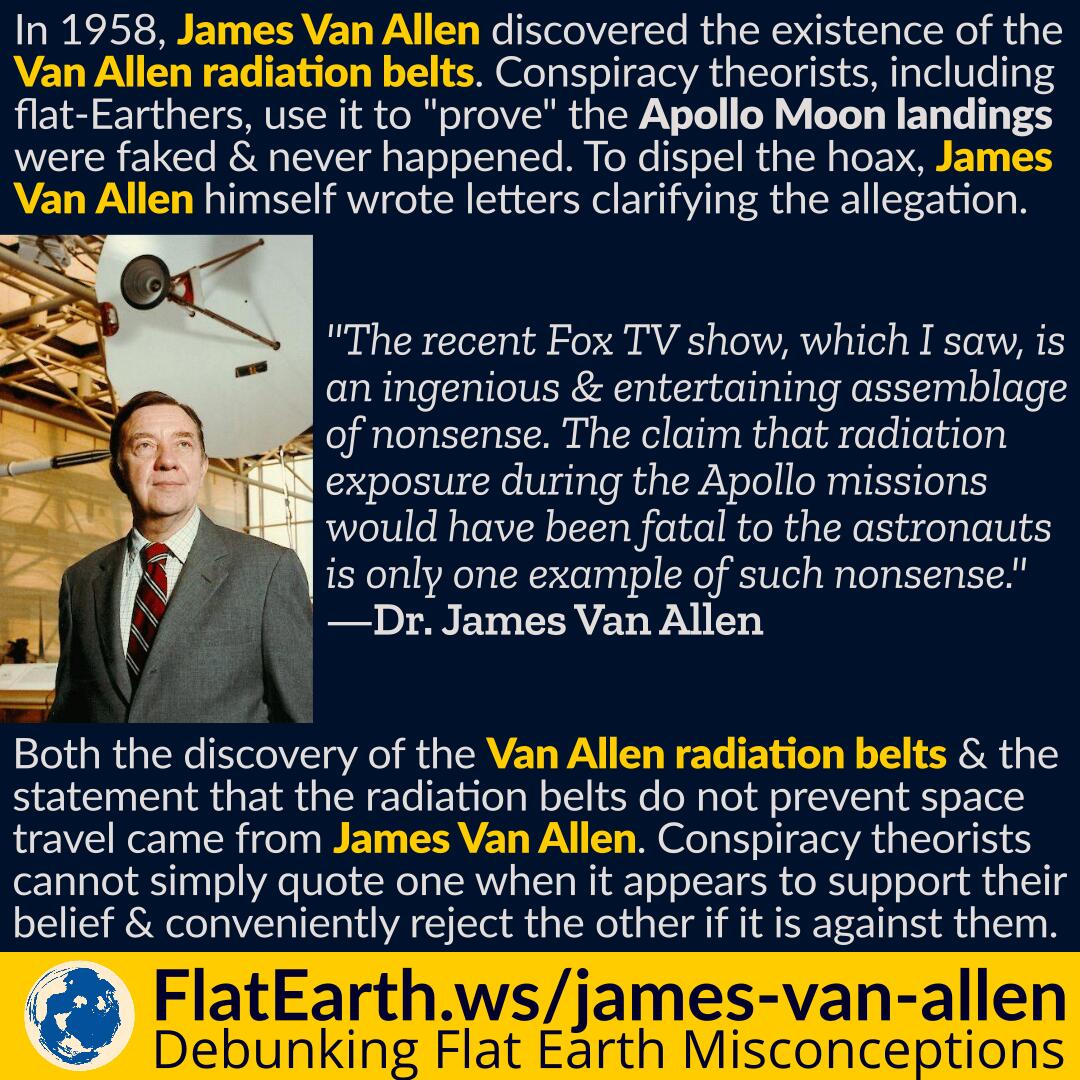 In 1958, James Van Allen discovered the existence of the
Van Allen radiation belts. Conspiracy theorists, including
flat-Earthers, use it to "prove" the Apollo Moon landings
were faked & never happened. To dispel the hoax, James
Van Allen himself wrote letters clarifying the allegation.
"The recent Fox TV show, which I saw, is
an ingenious & entertaining assemblage
of nonsense. The claim that radiation
exposure during the Apollo missions
would have been fatal to the astronauts
is only one example of such nonsense."
—Dr. James Van Allen
Both the discovery of the Van Allen radiation belts & the
statement that the radiation belts do not prevent space
travel came from James Van Allen. Conspiracy theorists
cannot simply quote one when it appears to support their
belief & conveniently reject the other if it is against them.
FlatEarth.ws/james-van-allen
Debunking Flat Earth Misconceptions